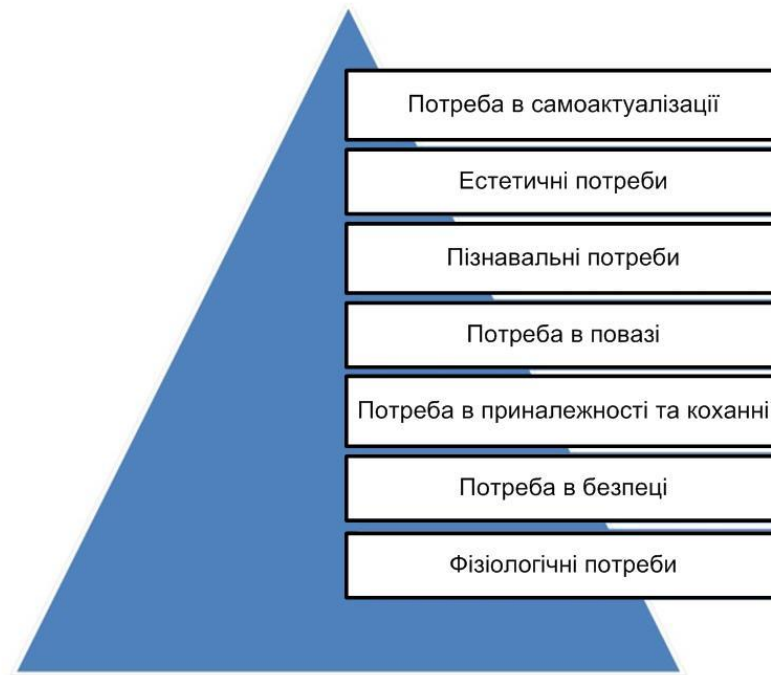 Потреба в самоактуалізації
Естетичні потреби
Пізнавальні потреби
Потреба в повазі
Потреба в приналежності та коханні
Потреба в безпеці
Фізіологічні потреби